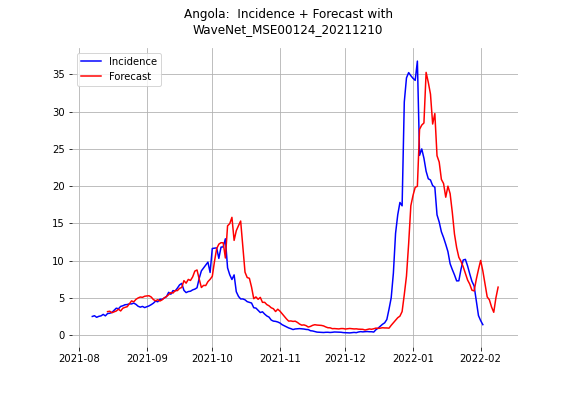 Angola:  Incidence + Forecast with
WaveNet_MSE00124_20211210
Incidence
Forecast
35
30
25
20
15
10
5
0
2021-08 2021-09 2021-10 2021-11 2021-12 2022-01 2022-02